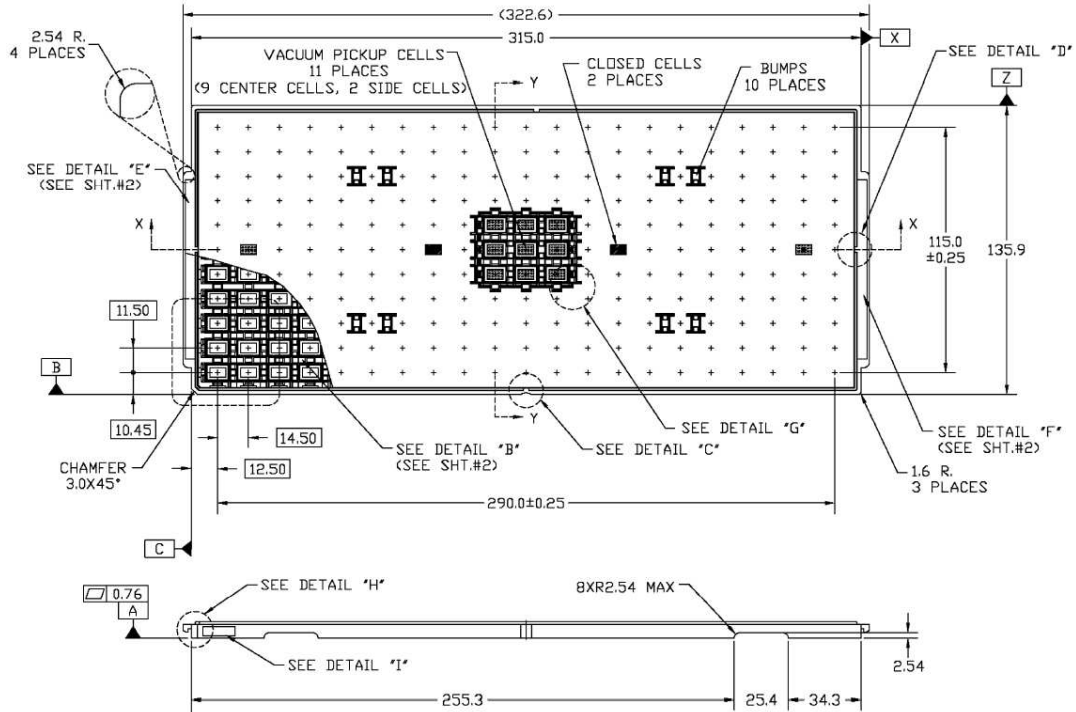 (322.6)
315.0
X
2.54 R.
4 PLACES
VACUUM PICKUP CELLS
11 PLACES
(9 CENTER CELLS, 2 SIDE CELLS)
Y
CLOSED CELLS
2 PLACES
BUMPS
10 PLACES
SEE DETAIL "D"
Z
SEE DETAIL "E"
(SEE SHT.#2)
X
X
115.0
±0.25
135.9
11.50
B
10.45
14.50
12.50
CHAMFER
3.0X45°
SEE DETAIL "B"
(SEE SHT.#2)
Y
SEE DETAIL "C"
SEE DETAIL "G"
SEE DETAIL "F"
(SEE SHT.#2)
1.6 R.
3 PLACES
290.0±0.25
C
0.76
A
SEE DETAIL "H"
8XR2.54 MAX
SEE DETAIL "I"
2.54
255.3
25.4
34.3